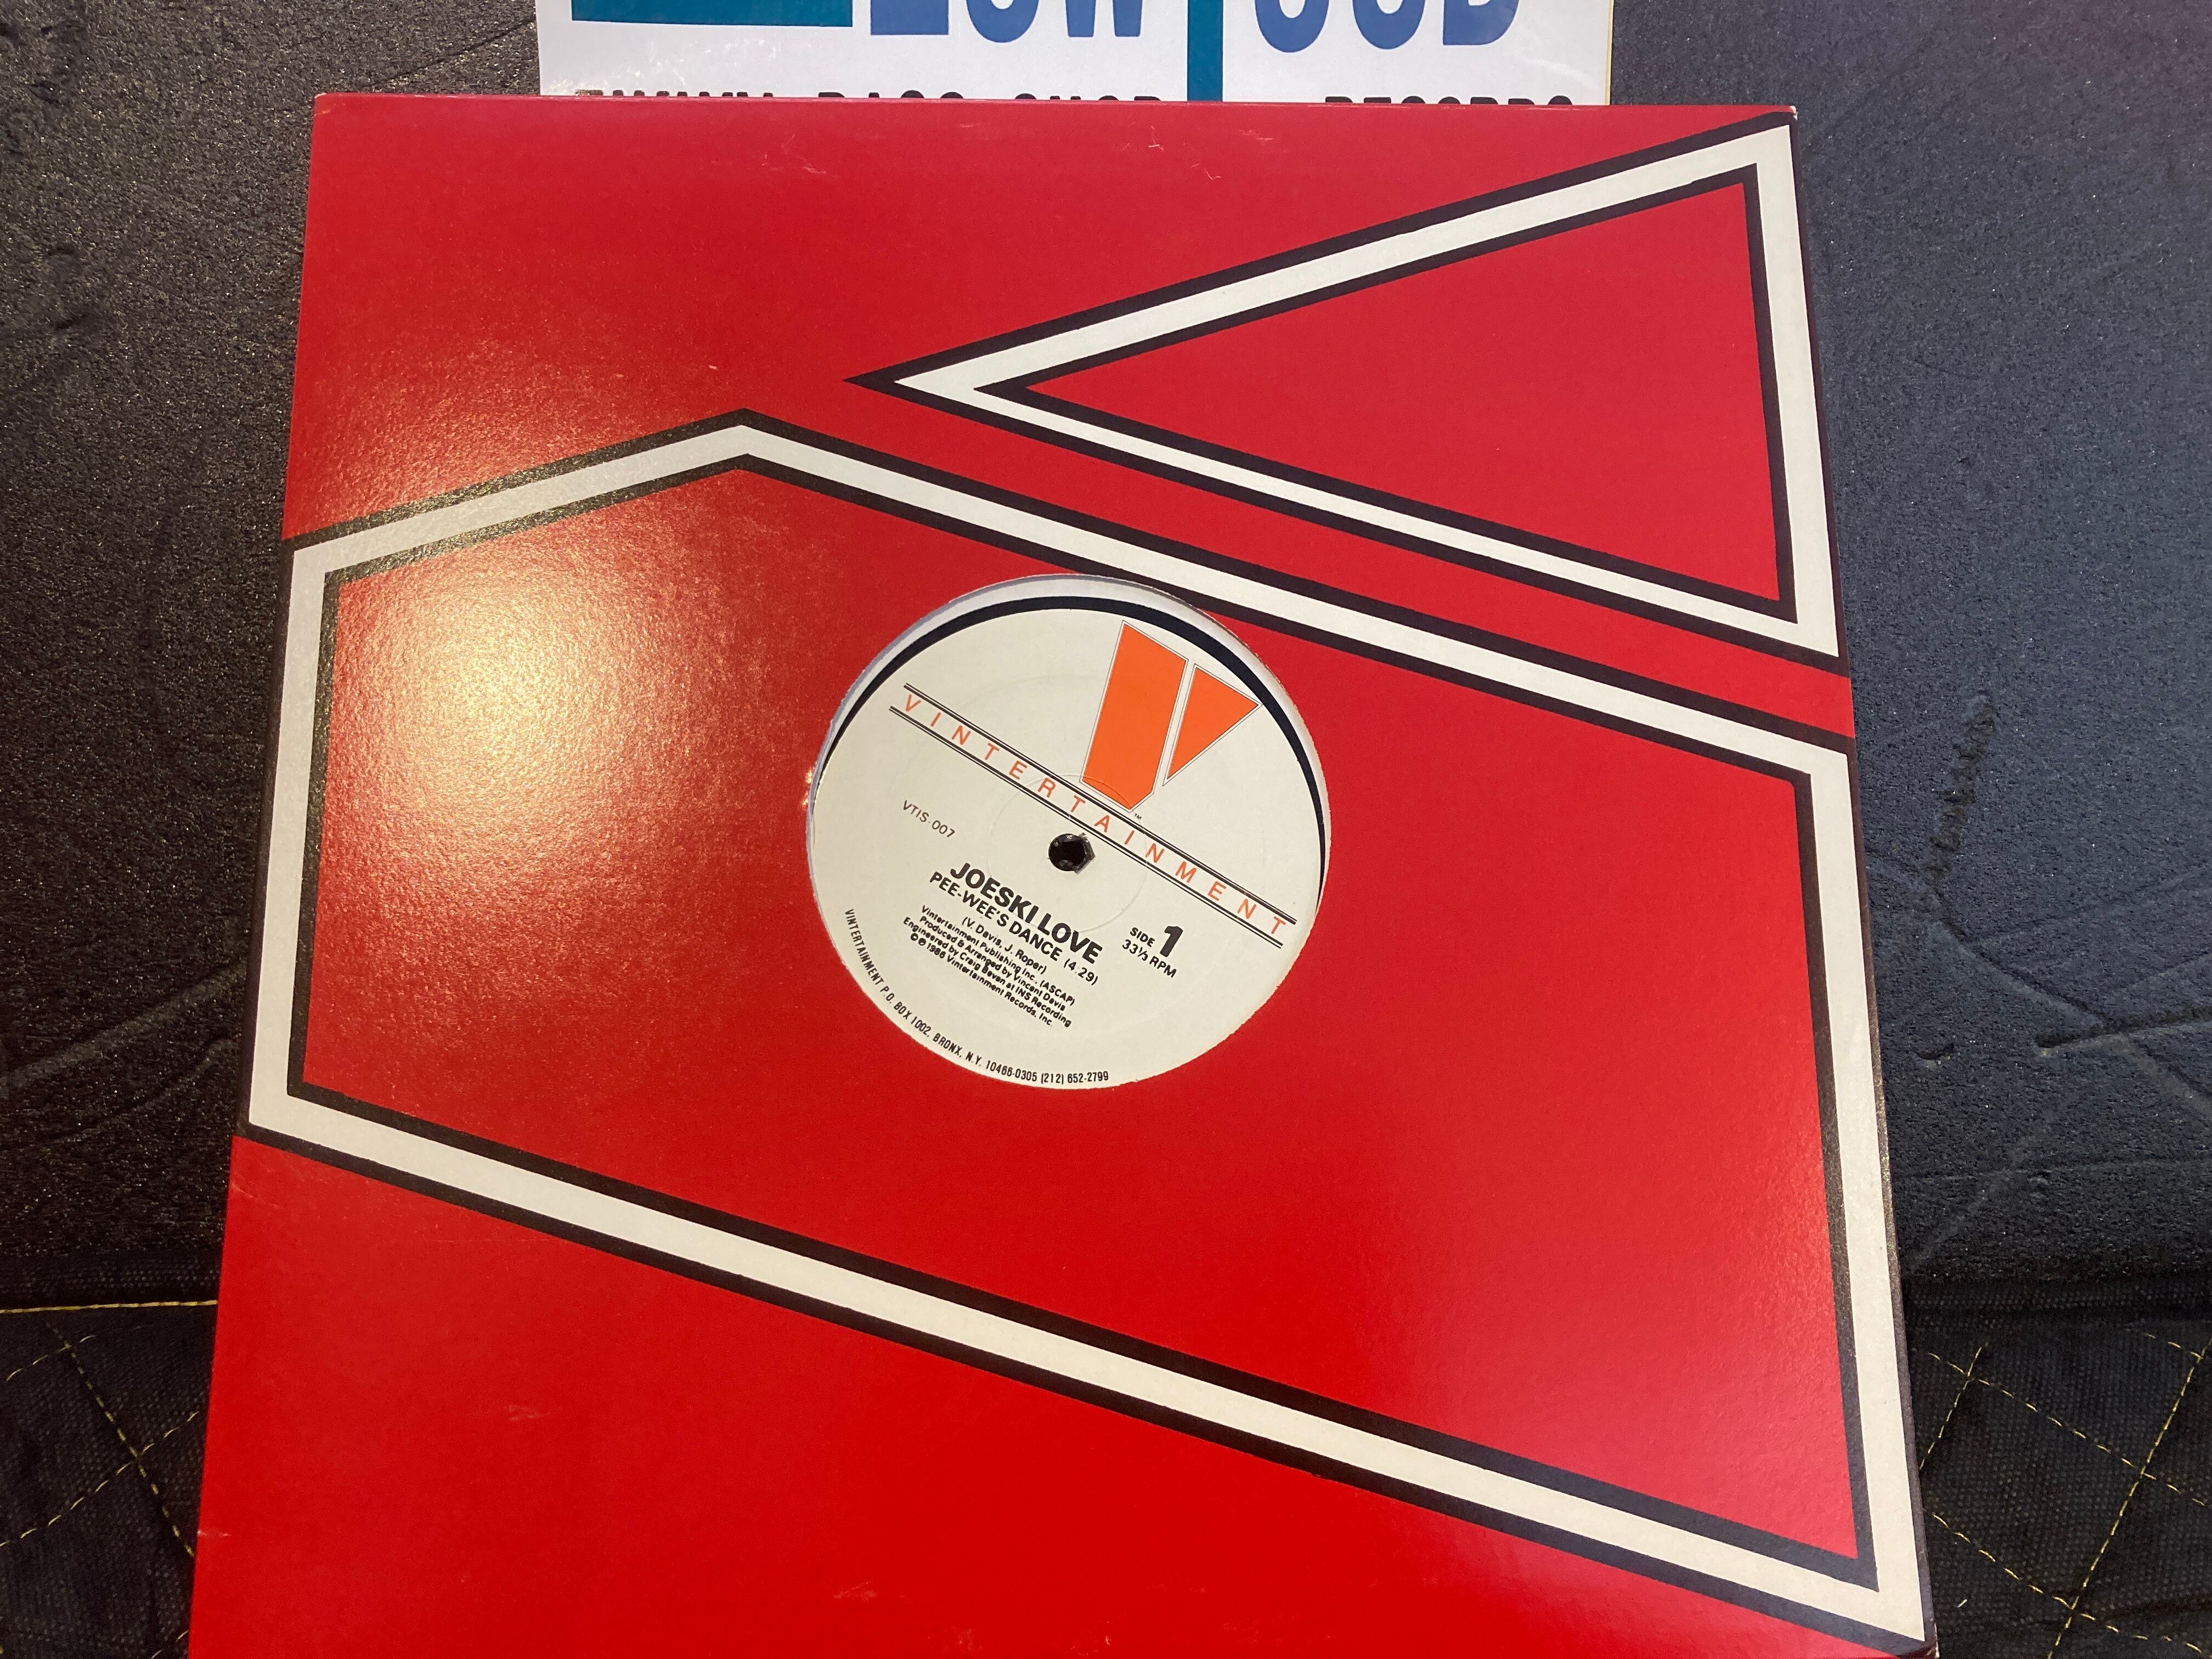 VINTERTAINMENT
™
VTIS-007
JOESKI LOVE
PEE-WEE'S DANCE (4:29)
(V. Davis, J. Roper)
Vintertainment Publishing Inc., (ASCAP)
Produced & Arranged by Vincent Davis
Engineered by Craig Bevan at INS Recording
©℗ 1986 Vintertainment Records, Inc.
SIDE 1
33⅓ RPM
VINTERTAINMENT P.O. BOX 1002, BRONX, N.Y. 10466-0305 (212) 652-2799